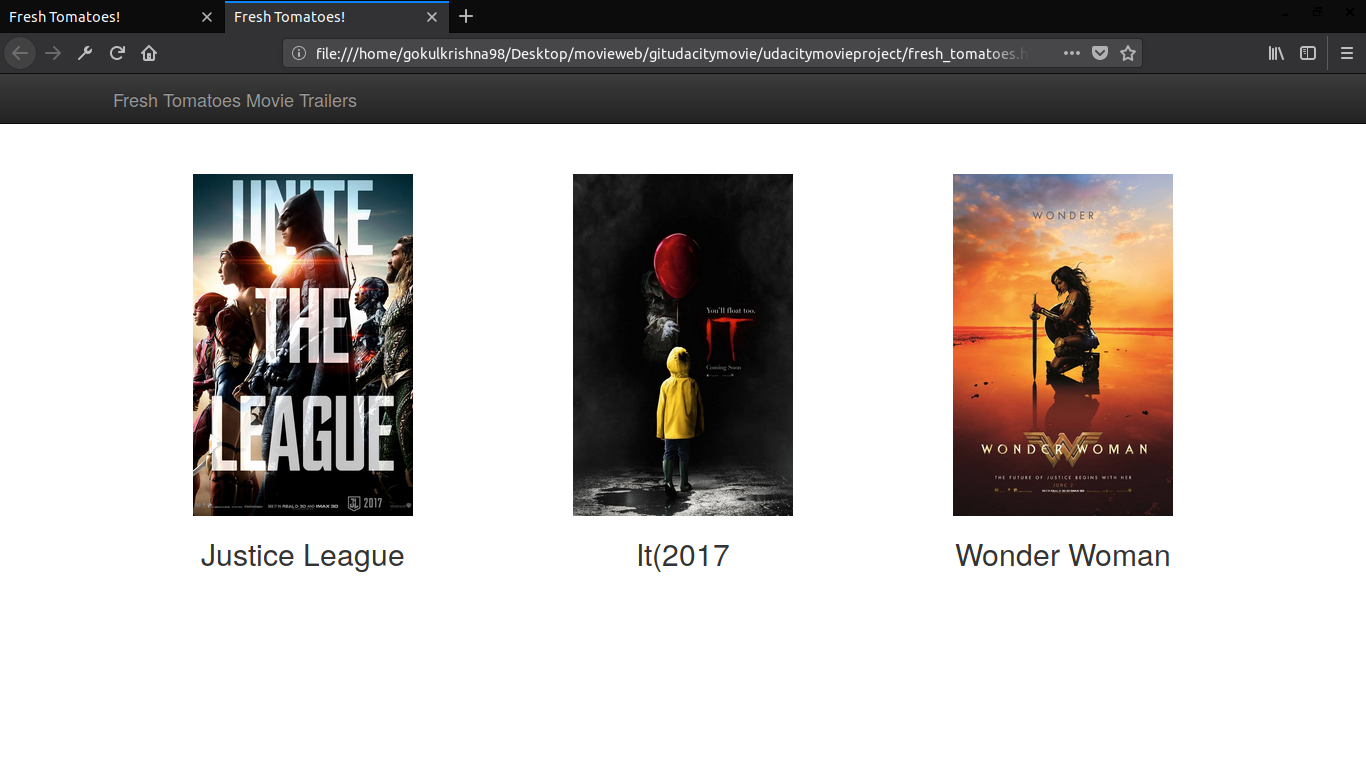 Fresh Tomatoes!
Fresh Tomatoes!
file:///home/gokulkrishna98/Desktop/movieweb/gitudacitymovie/udacitymovieproject/fresh_tomatoes.h
Fresh Tomatoes Movie Trailers
UNITE
THE
LEAGUE
2017
You'll float too.
IT
Coming Soon
WONDER
WONDER WOMAN
THE FUTURE OF JUSTICE BEGINS WITH HER
JUNE 2
Justice League
It(2017
Wonder Woman